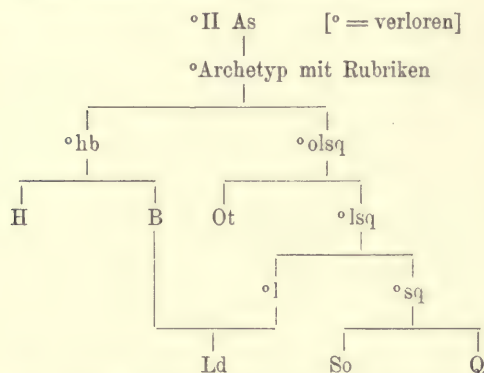 °II As [° = verloren]
°Archetyp mit Rubriken
°hb °olsq
H B Ot °lsq
°l °sq
Ld So Q